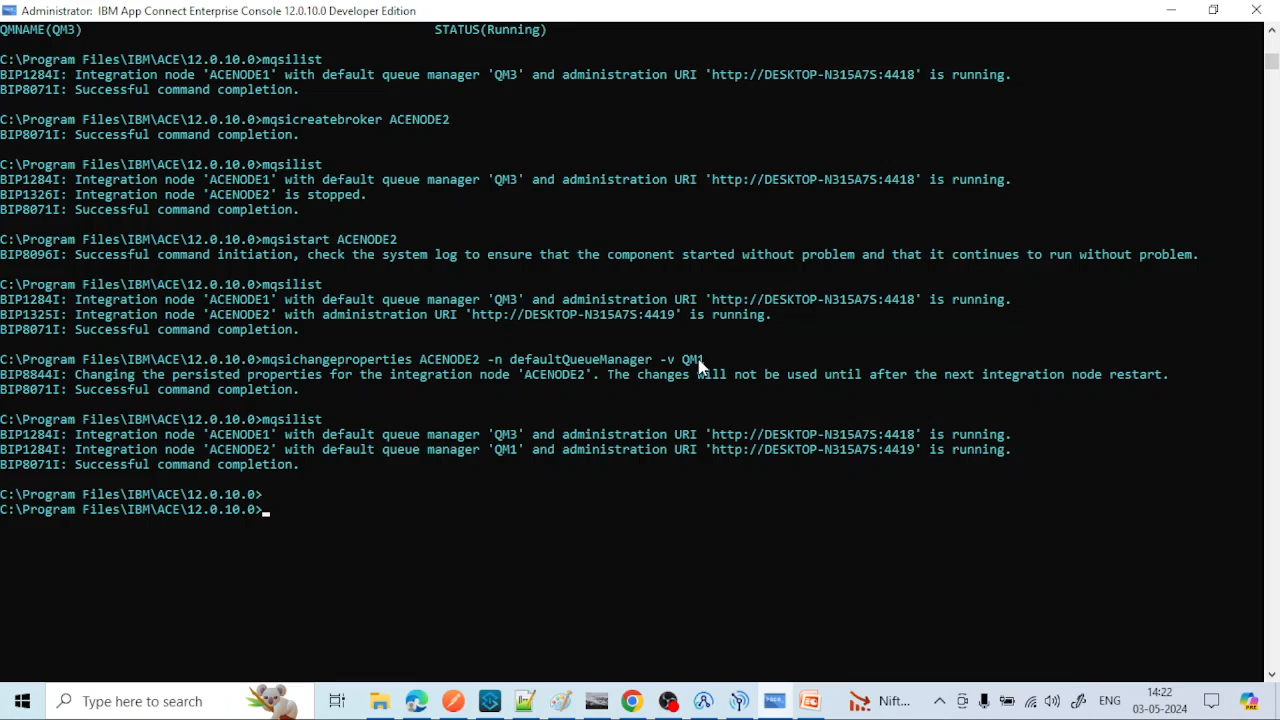 Administrator: IBM App Connect Enterprise Console 12.0.10.0 Developer Edition
QMNAME(QM3) STATUS(Running)
C:\Program Files\IBM\ACE\12.0.10.0>mqsilist
BIP1284I: Integration node 'ACENODE1' with default queue manager 'QM3' and administration URI 'http://DESKTOP-N315A7S:4418' is running.
BIP8071I: Successful command completion.
C:\Program Files\IBM\ACE\12.0.10.0>mqsicreatebroker ACENODE2
BIP8071I: Successful command completion.
C:\Program Files\IBM\ACE\12.0.10.0>mqsilist
BIP1284I: Integration node 'ACENODE1' with default queue manager 'QM3' and administration URI 'http://DESKTOP-N315A7S:4418' is running.
BIP1326I: Integration node 'ACENODE2' is stopped.
BIP8071I: Successful command completion.
C:\Program Files\IBM\ACE\12.0.10.0>mqsistart ACENODE2
BIP8096I: Successful command initiation, check the system log to ensure that the component started without problem and that it continues to run without problem.
C:\Program Files\IBM\ACE\12.0.10.0>mqsilist
BIP1284I: Integration node 'ACENODE1' with default queue manager 'QM3' and administration URI 'http://DESKTOP-N315A7S:4418' is running.
BIP1325I: Integration node 'ACENODE2' with administration URI 'http://DESKTOP-N315A7S:4419' is running.
BIP8071I: Successful command completion.
C:\Program Files\IBM\ACE\12.0.10.0>mqsichangeproperties ACENODE2 -n defaultQueueManager -v QM1
BIP8844I: Changing the persisted properties for the integration node 'ACENODE2'. The changes will not be used until after the next integration node restart.
BIP8071I: Successful command completion.
C:\Program Files\IBM\ACE\12.0.10.0>mqsilist
BIP1284I: Integration node 'ACENODE1' with default queue manager 'QM3' and administration URI 'http://DESKTOP-N315A7S:4418' is running.
BIP1284I: Integration node 'ACENODE2' with default queue manager 'QM1' and administration URI 'http://DESKTOP-N315A7S:4419' is running.
BIP8071I: Successful command completion.
C:\Program Files\IBM\ACE\12.0.10.0>
C:\Program Files\IBM\ACE\12.0.10.0>
Type here to search
Nift...
ENG
14:22
03-05-2024